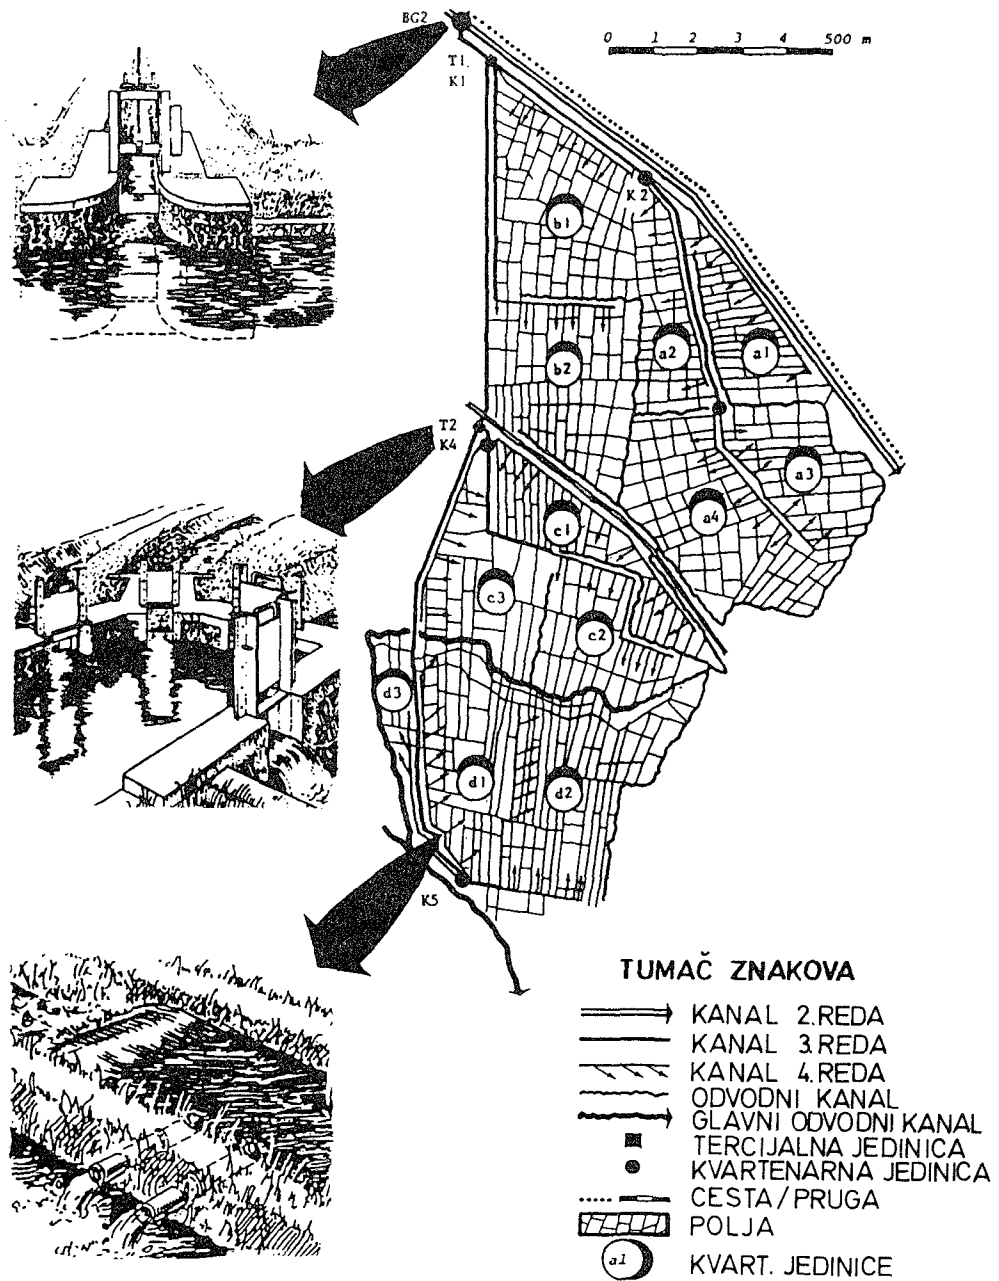 BG2
0 1 2 3 4 500 m
T1
K1
K2
b1
a2
a1
b2
T2
K4
a3
a4
c1
c3
c2
d3
d1
d2
K5
TUMAČ ZNAKOVA
KANAL 2.REDA
KANAL 3.REDA
KANAL 4.REDA
ODVODNI KANAL
GLAVNI ODVODNI KANAL
TERCIJALNA JEDINICA
KVARTENARNA JEDINICA
CESTA/PRUGA
POLJA
a1 KVART. JEDINICE